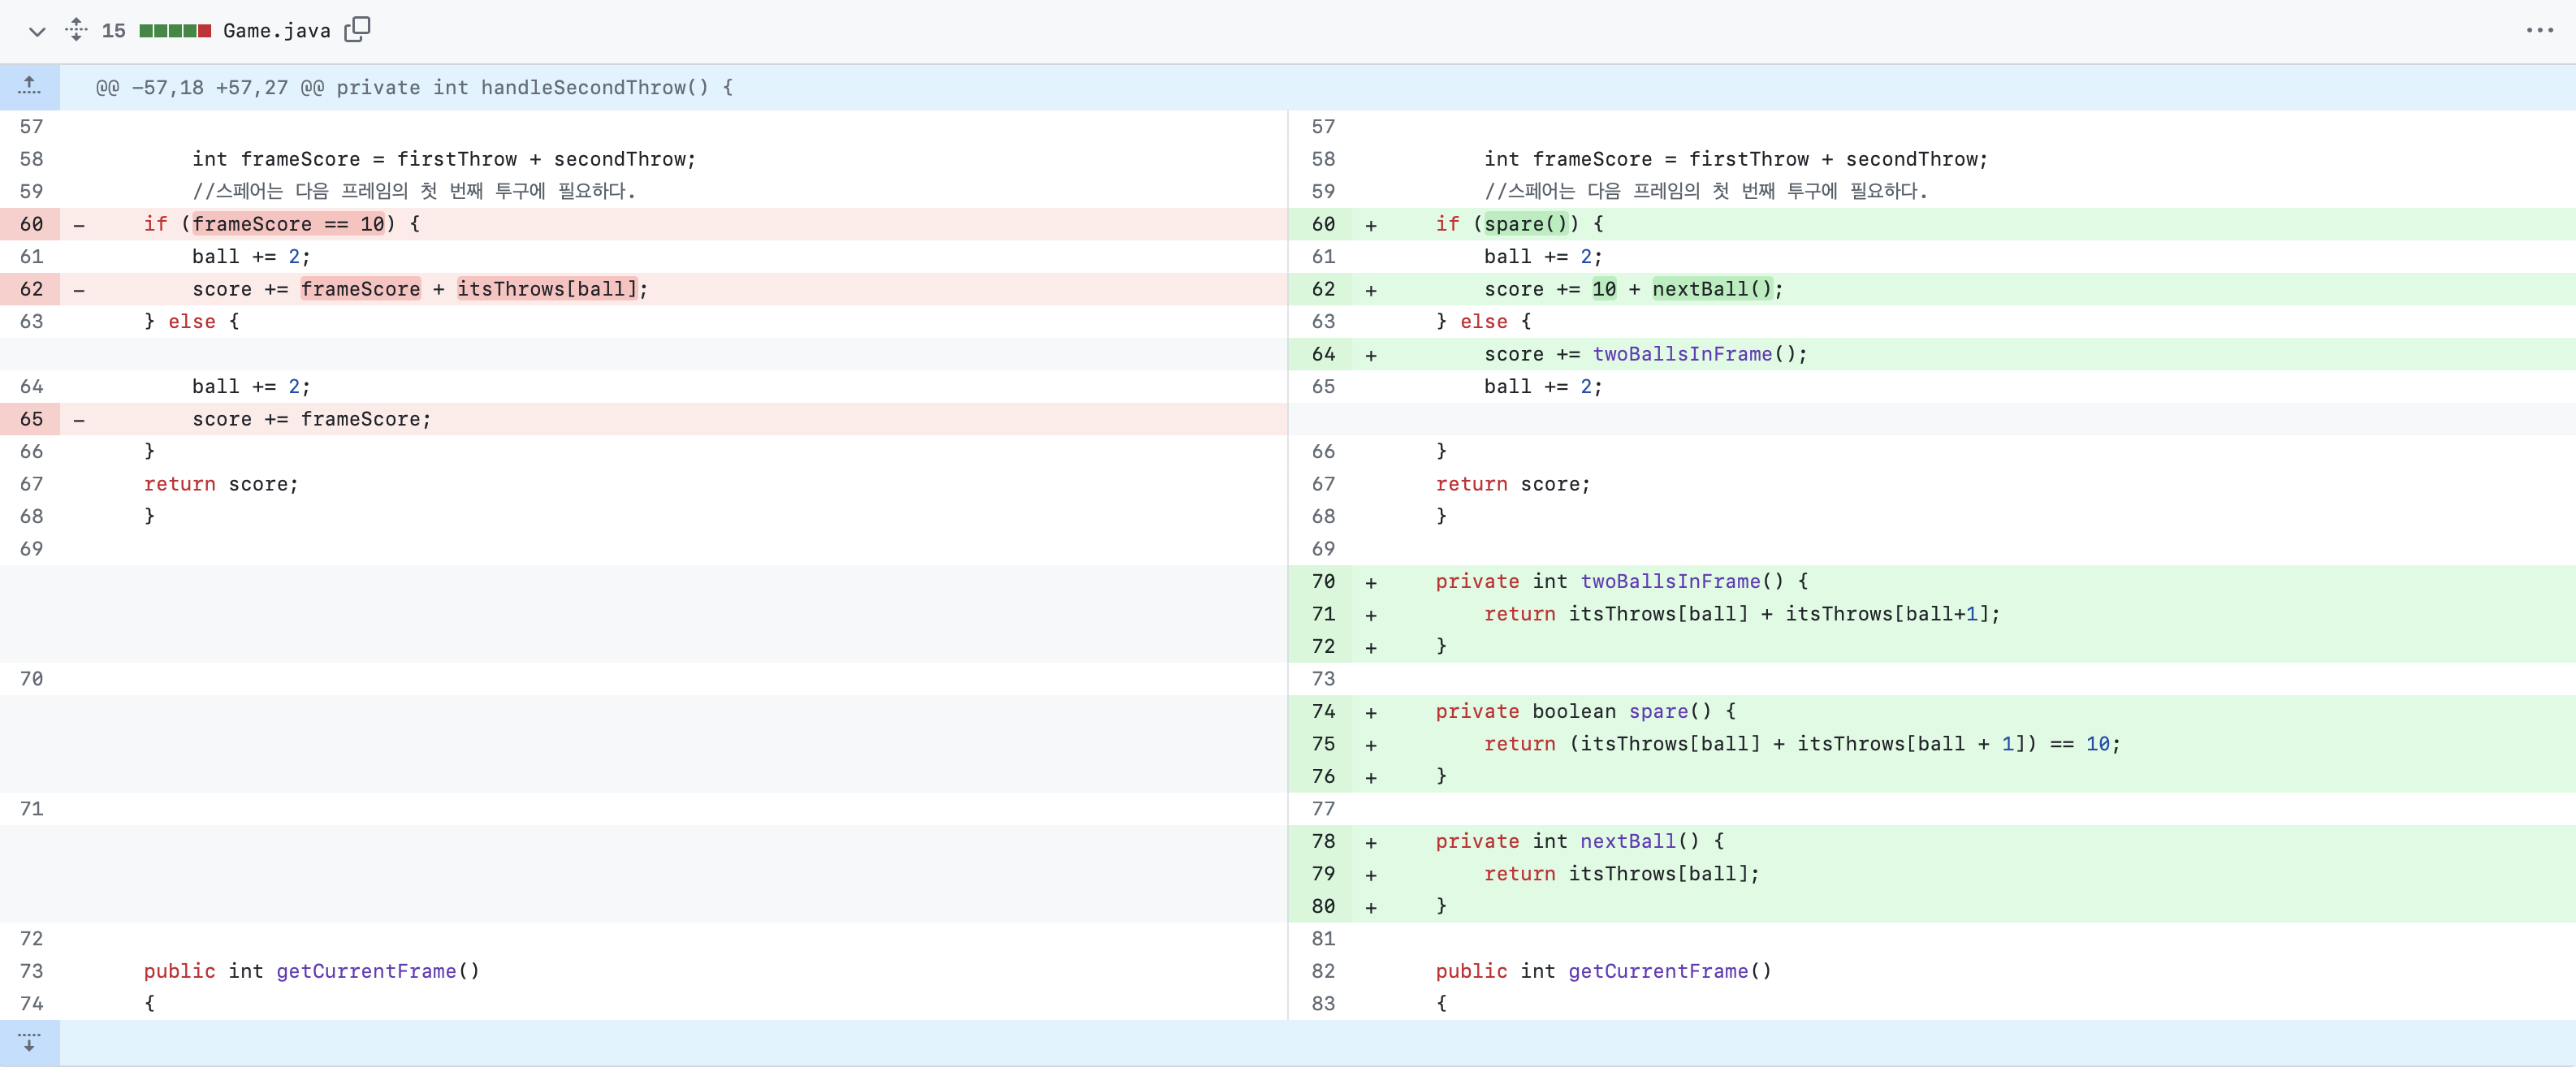 15 Game.java
@@ -57,18 +57,27 @@ private int handleSecondThrow() {
57
58 int frameScore = firstThrow + secondThrow;
59 //스페어는 다음 프레임의 첫 번째 투구에 필요하다.
60 - if (frameScore == 10) {
61 ball += 2;
62 - score += frameScore + itsThrows[ball];
63 } else {
64 ball += 2;
65 - score += frameScore;
66 }
67 return score;
68 }
69
70
71
72
73 public int getCurrentFrame()
74 {
57
58 int frameScore = firstThrow + secondThrow;
59 //스페어는 다음 프레임의 첫 번째 투구에 필요하다.
60 + if (spare()) {
61 ball += 2;
62 + score += 10 + nextBall();
63 } else {
64 + score += twoBallsInFrame();
65 ball += 2;
66 }
67 return score;
68 }
69
70 + private int twoBallsInFrame() {
71 + return itsThrows[ball] + itsThrows[ball+1];
72 + }
73
74 + private boolean spare() {
75 + return (itsThrows[ball] + itsThrows[ball + 1]) == 10;
76 + }
77
78 + private int nextBall() {
79 + return itsThrows[ball];
80 + }
81
82 public int getCurrentFrame()
83 {